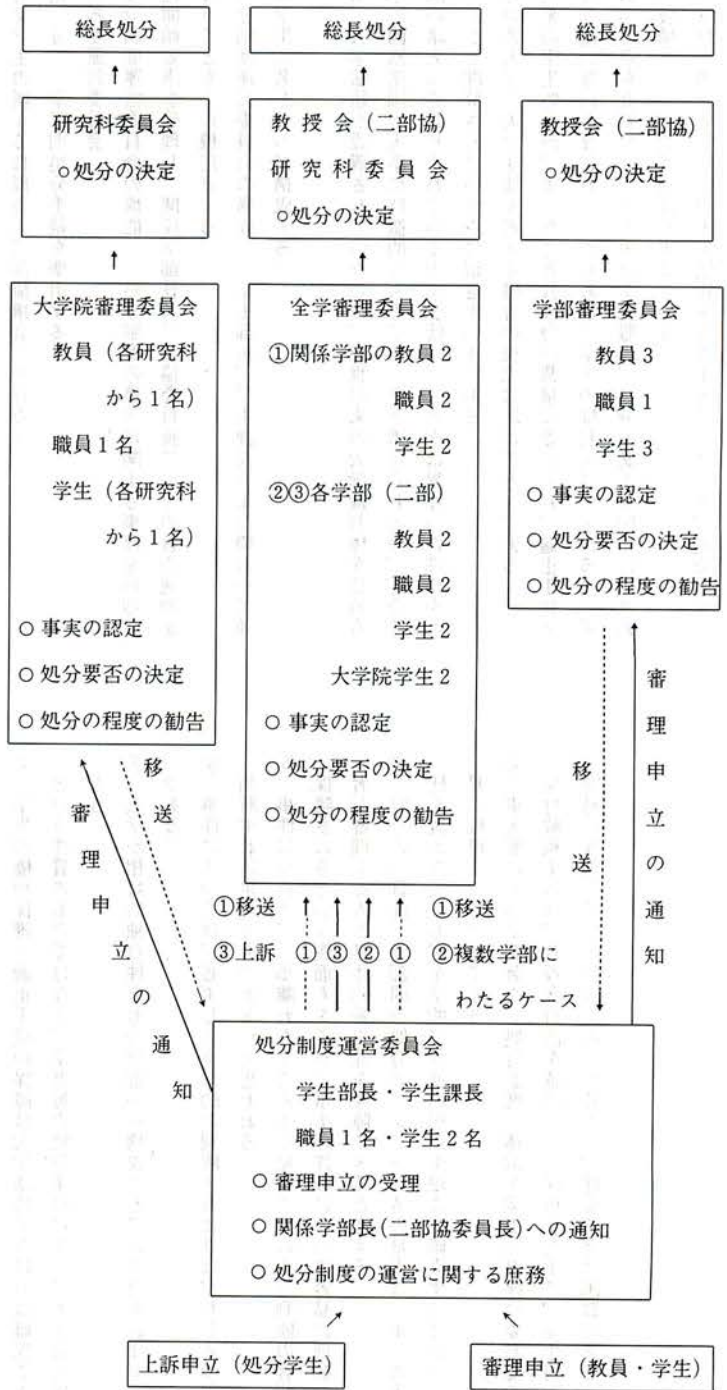 総長処分
総長処分
総長処分
研究科委員会
○処分の決定
教授会（二部協）
研究科委員会
○処分の決定
教授会（二部協）
○処分の決定
大学院審理委員会
教員（各研究科
から1名）
職員1名
学生（各研究科
から1名）
○ 事実の認定
○ 処分要否の決定
○ 処分の程度の勧告
全学審理委員会
①関係学部の教員2
職員2
学生2
②③各学部（二部）
教員2
職員2
学生2
大学院学生2
○ 事実の認定
○ 処分要否の決定
○ 処分の程度の勧告
学部審理委員会
教員3
職員1
学生3
○ 事実の認定
○ 処分要否の決定
○ 処分の程度の勧告
移送
審理申立の通知
①移送
③上訴
①
③
②
①
①移送
②複数学部に
わたるケース
移送
審理申立の通知
処分制度運営委員会
学生部長・学生課長
職員1名・学生2名
○ 審理申立の受理
○ 関係学部長(二部協委員長)への通知
○ 処分制度の運営に関する庶務
上訴申立（処分学生）
審理申立（教員・学生）